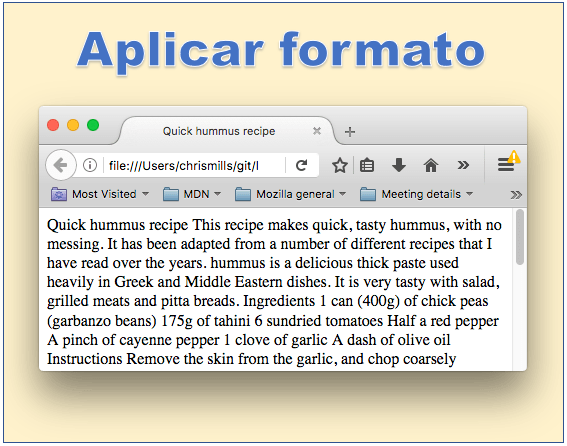 Aplicar formato
Quick hummus recipe
file:///Users/chrismills/git/l
Most Visited MDN Mozilla general Meeting details
Quick hummus recipe This recipe makes quick, tasty hummus, with no
messing. It has been adapted from a number of different recipes that I
have read over the years. hummus is a delicious thick paste used
heavily in Greek and Middle Eastern dishes. It is very tasty with salad,
grilled meats and pitta breads. Ingredients 1 can (400g) of chick peas
(garbanzo beans) 175g of tahini 6 sundried tomatoes Half a red pepper
A pinch of cayenne pepper 1 clove of garlic A dash of olive oil
Instructions Remove the skin from the garlic, and chop coarsely